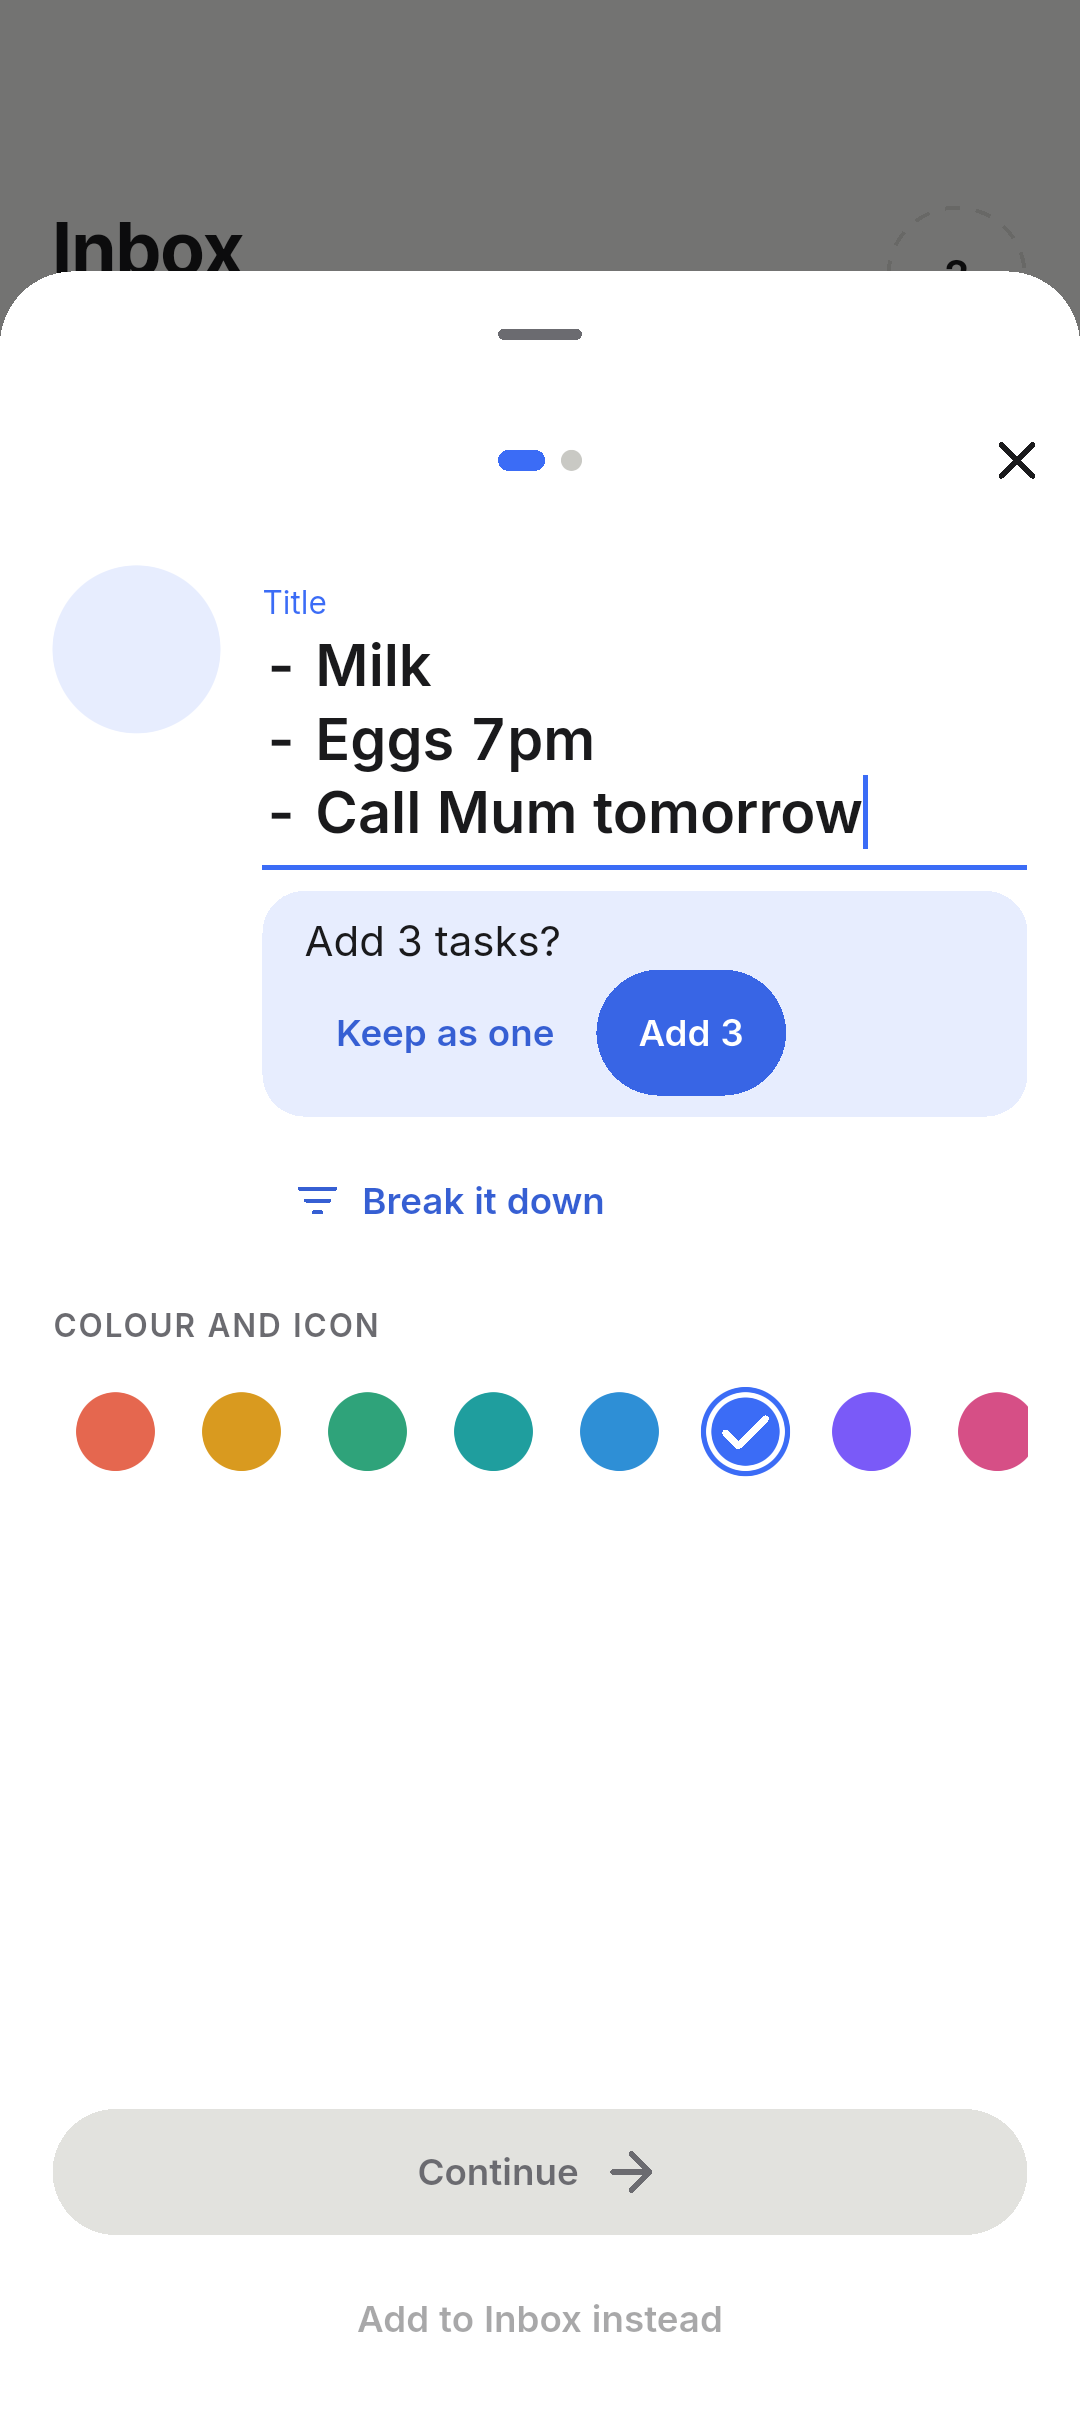 Inbox
Title
- Milk
- Eggs 7pm
- Call Mum tomorrow
Add 3 tasks?
Keep as one
Add 3
Break it down
COLOUR AND ICON
Continue
Add to Inbox instead